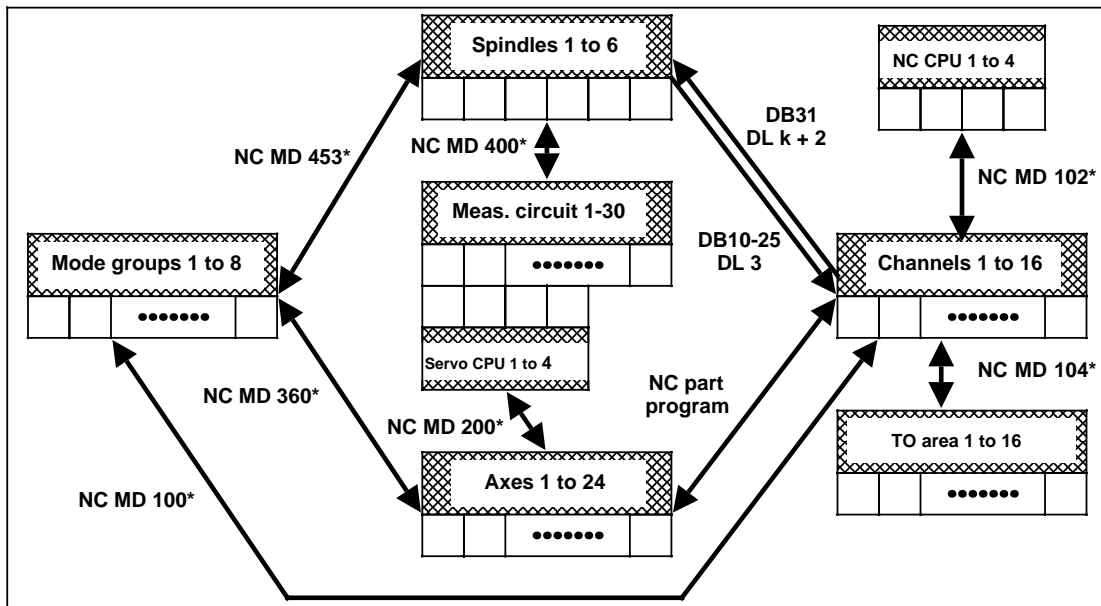 Spindles 1 to 6
NC CPU 1 to 4
DB31
DL k + 2
NC MD 453*
NC MD 400*
NC MD 102*
Meas. circuit 1-30
DB10-25
DL 3
Mode groups 1 to 8
Channels 1 to 16
Servo CPU 1 to 4
NC MD 104*
NC MD 360*
NC part
program
NC MD 200*
TO area 1 to 16
NC MD 100*
Axes 1 to 24